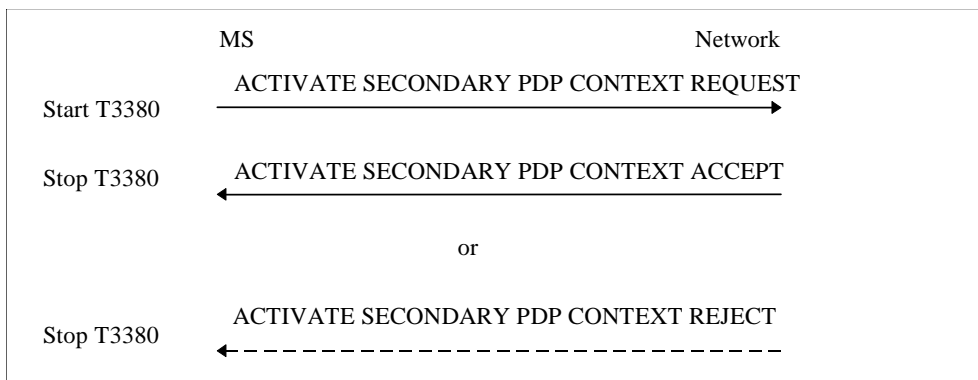 MS Network
ACTIVATE SECONDARY PDP CONTEXT REQUEST
Start T3380
ACTIVATE SECONDARY PDP CONTEXT ACCEPT
Stop T3380
or
ACTIVATE SECONDARY PDP CONTEXT REJECT
Stop T3380